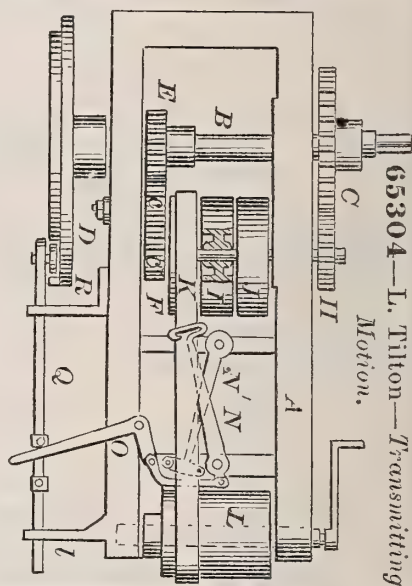 65304—L. Tilton—Transmitting
Motion.
C
H
B
A
J
I
E
c
c
F
K
N'
N
L
O
D
R
Q
l